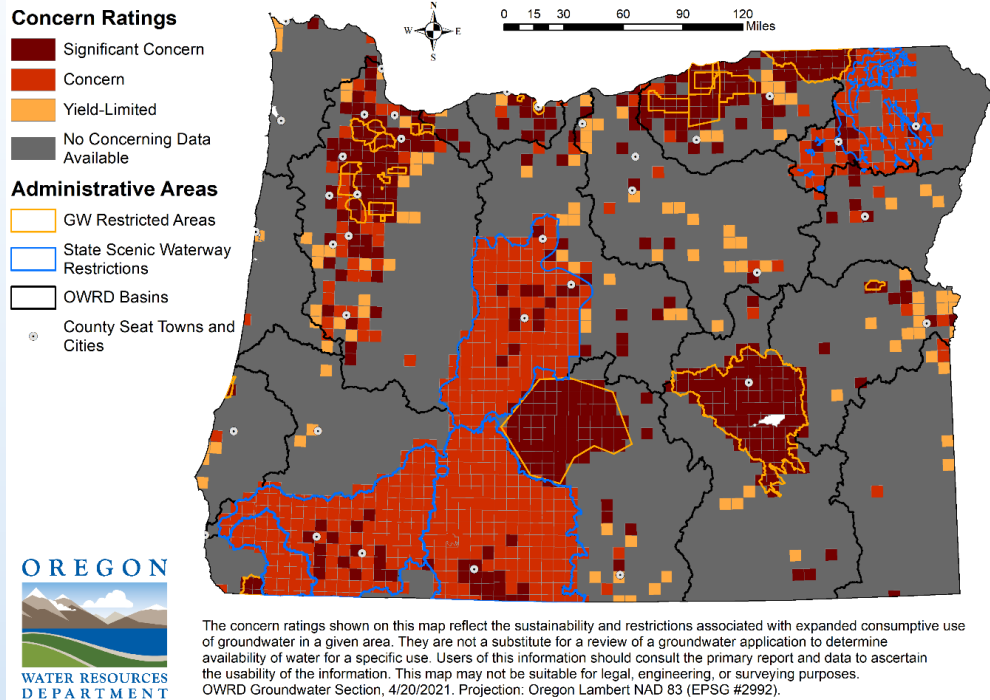 Concern Ratings
Significant Concern
Concern
Yield-Limited
No Concerning Data
Available
Administrative Areas
GW Restricted Areas
State Scenic Waterway
Restrictions
OWRD Basins
County Seat Towns and
Cities
N
W E
S
0 15 30 60 90 120
Miles
OREGON
WATER RESOURCES
DEPARTMENT
The concern ratings shown on this map reflect the sustainability and restrictions associated with expanded consumptive use
of groundwater in a given area. They are not a substitute for a review of a groundwater application to determine
availability of water for a specific use. Users of this information should consult the primary report and data to ascertain
the usability of the information. This map may not be suitable for legal, engineering, or surveying purposes.
OWRD Groundwater Section, 4/20/2021. Projection: Oregon Lambert NAD 83 (EPSG #2992).